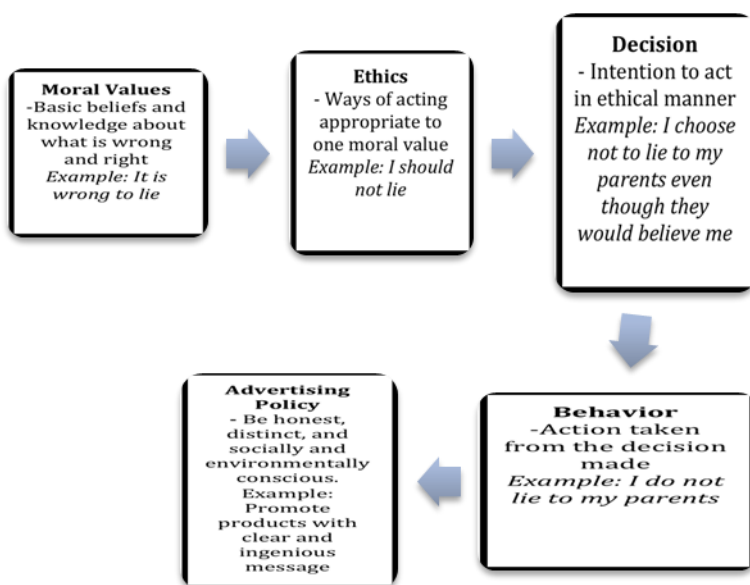 Moral Values
-Basic beliefs and
knowledge about
what is wrong
and right
Example: It is
wrong to lie
Ethics
- Ways of acting
appropriate to
one moral value
Example: I should
not lie
Decision
- Intention to act
in ethical manner
Example: I choose
not to lie to my
parents even
though they
would believe me
Behavior
-Action taken
from the decision
made
Example: I do not
lie to my parents
Advertising
Policy
- Be honest,
distinct, and
socially and
environmentally
conscious.
Example:
Promote
products with
clear and
ingenious
message